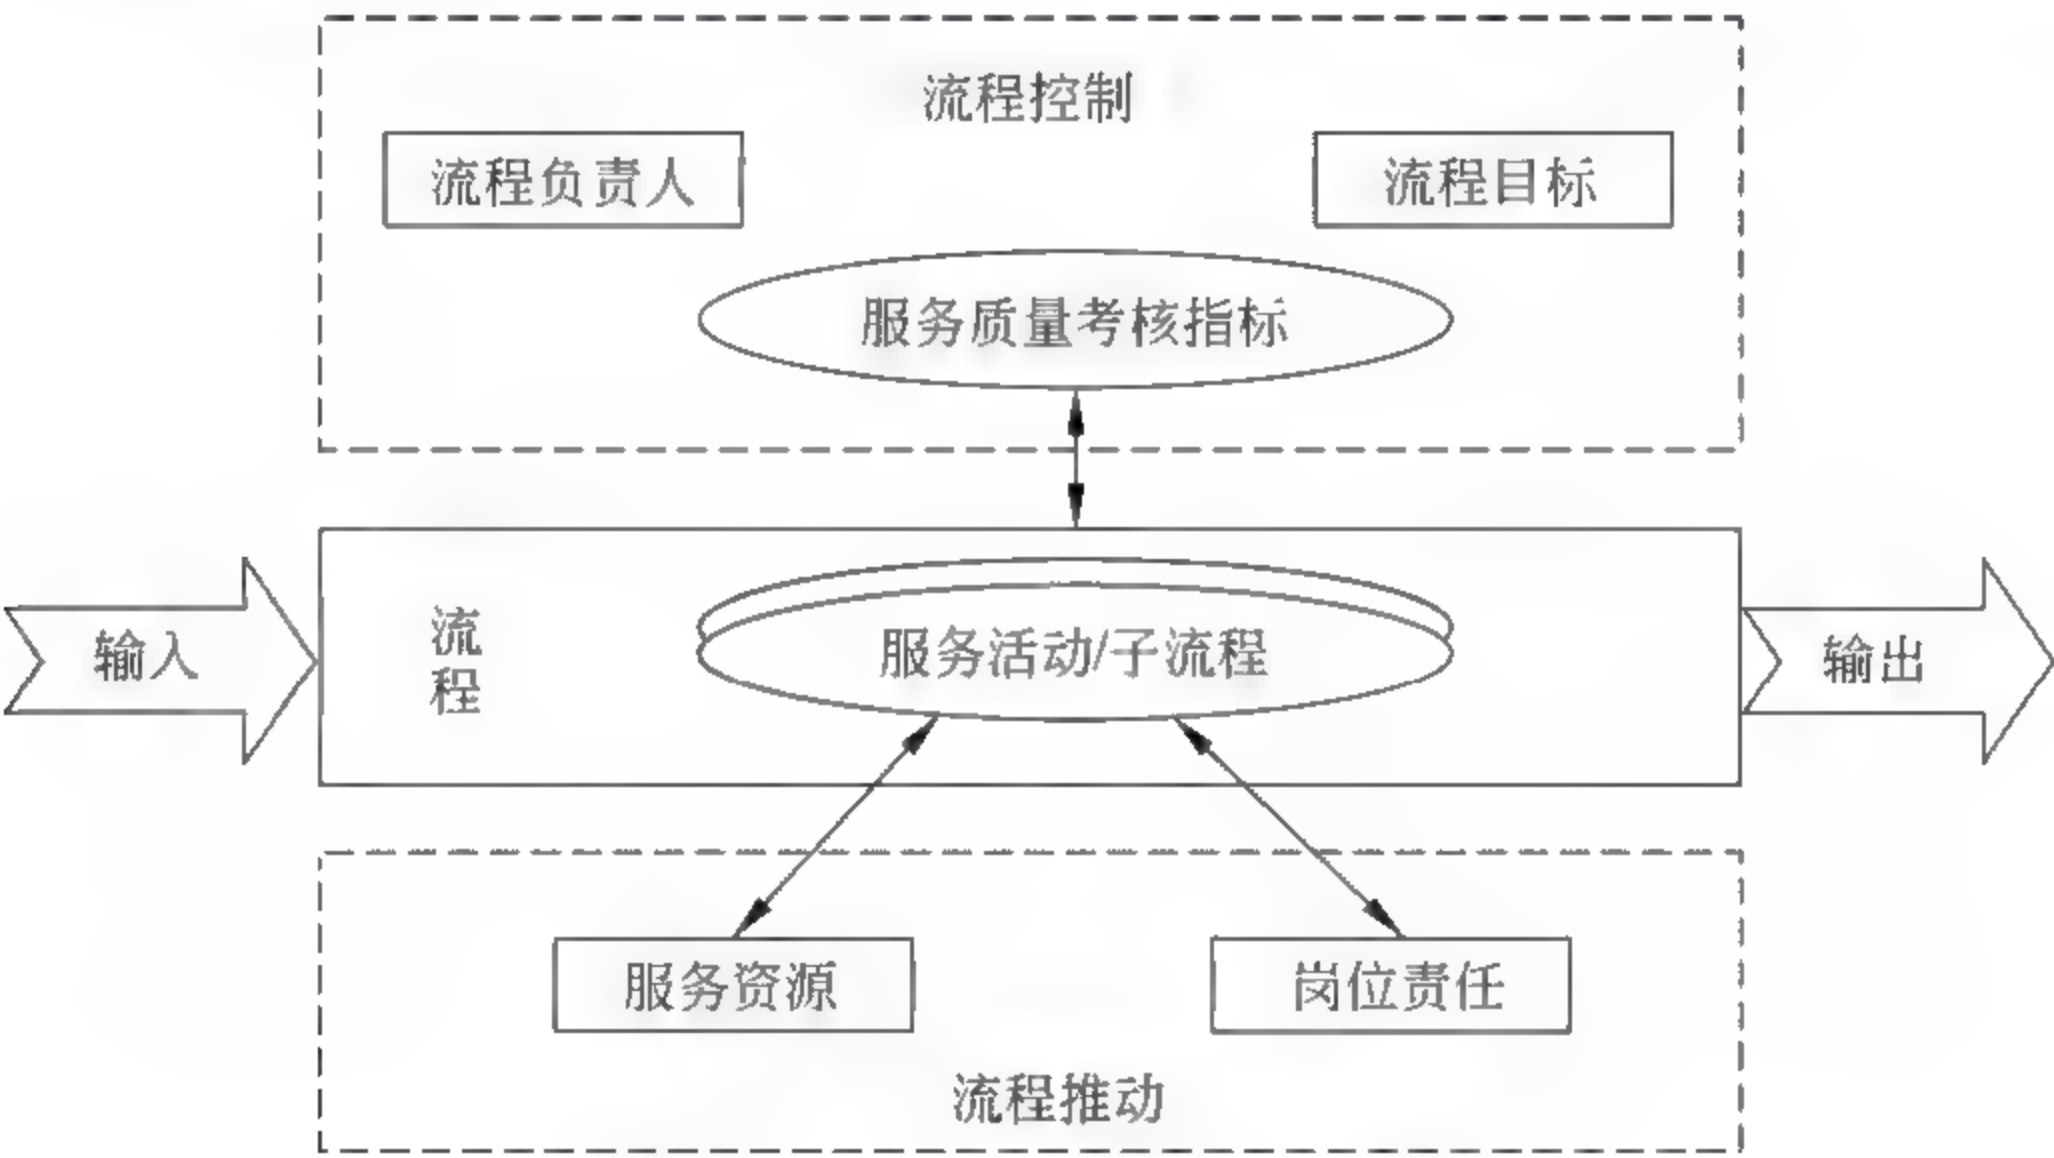 流程控制
流程负责人
流程目标
服务质量考核指标
输入
流
程
服务活动/子流程
输出
服务资源
岗位责任
流程推动